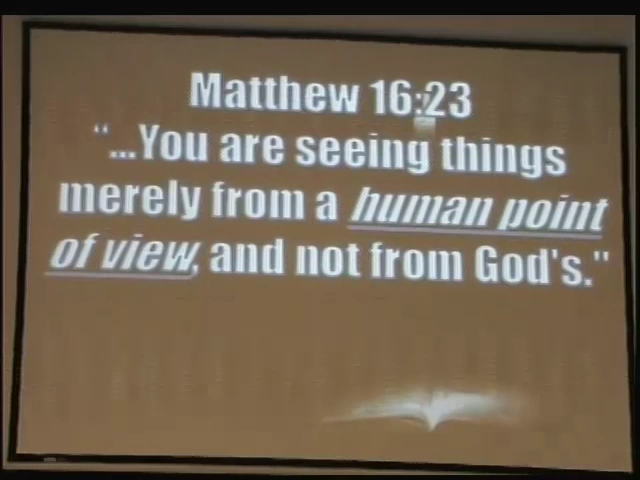 Matthew 16:23
"...You are seeing things
merely from a human point
of view, and not from God's."